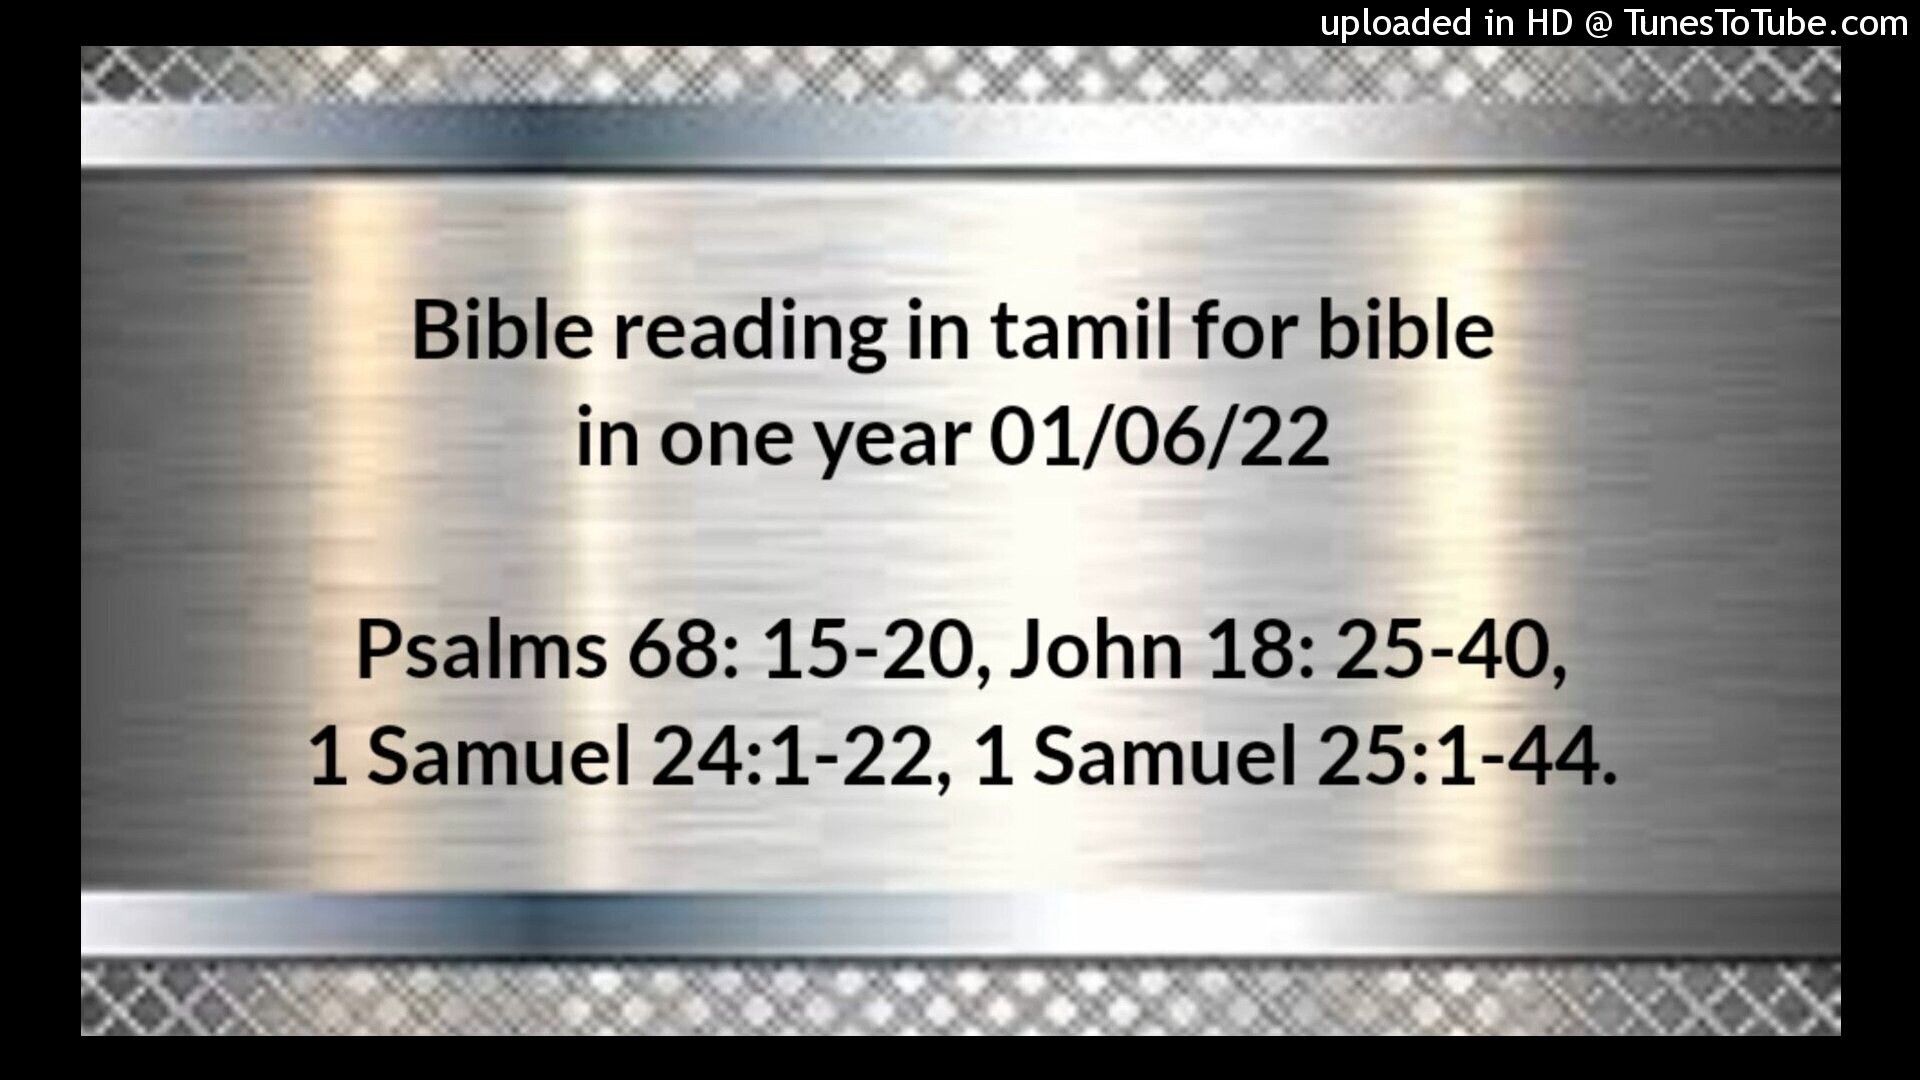 uploaded in HD @ TunesToTube.com
Bible reading in tamil for bible
in one year 01/06/22
Psalms 68: 15-20, John 18: 25-40,
1 Samuel 24:1-22, 1 Samuel 25:1-44.